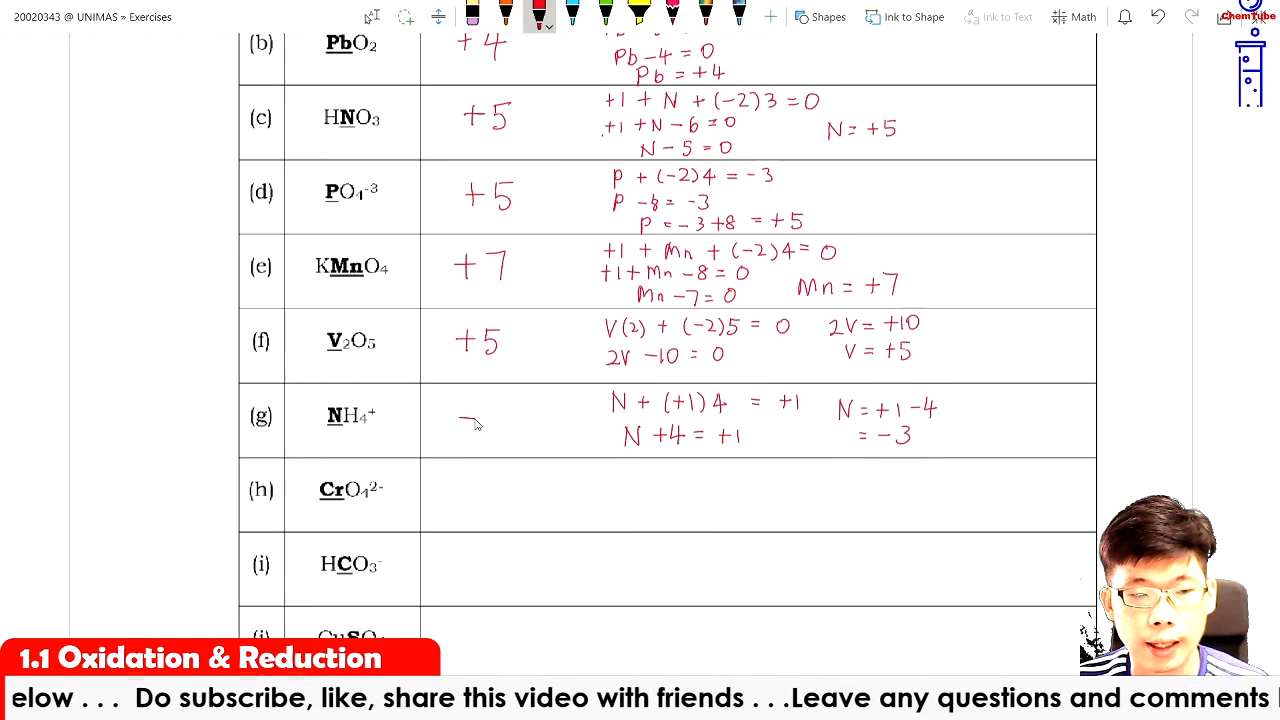 20200343 @ UNIMAS » Exercises
Shapes
Ink to Shape
Ink to Text
Math
ChemTube
(b) PbO₂ +4
Pb - 4 = 0
Pb = +4
(c) HNO₃ +5
+1 + N + (-2)3 = 0
+1 + N - 6 = 0 N = +5
N - 5 = 0
(d) PO₄⁻³ +5
P + (-2)4 = -3
P - 8 = -3
P = -3+8 = +5
(e) KMnO₄ +7
+1 + Mn + (-2)4 = 0
+1 + Mn - 8 = 0 Mn = +7
Mn - 7 = 0
(f) V₂O₅ +5
V(2) + (-2)5 = 0 2V = +10
2V - 10 = 0 V = +5
(g) NH₄⁺
N + (+1)4 = +1 N = +1 - 4
N + 4 = +1 = -3
(h) CrO₄²⁻
(i) HCO₃⁻
1.1 Oxidation & Reduction
elow . . . Do subscribe, like, share this video with friends . . .Leave any questions and comments